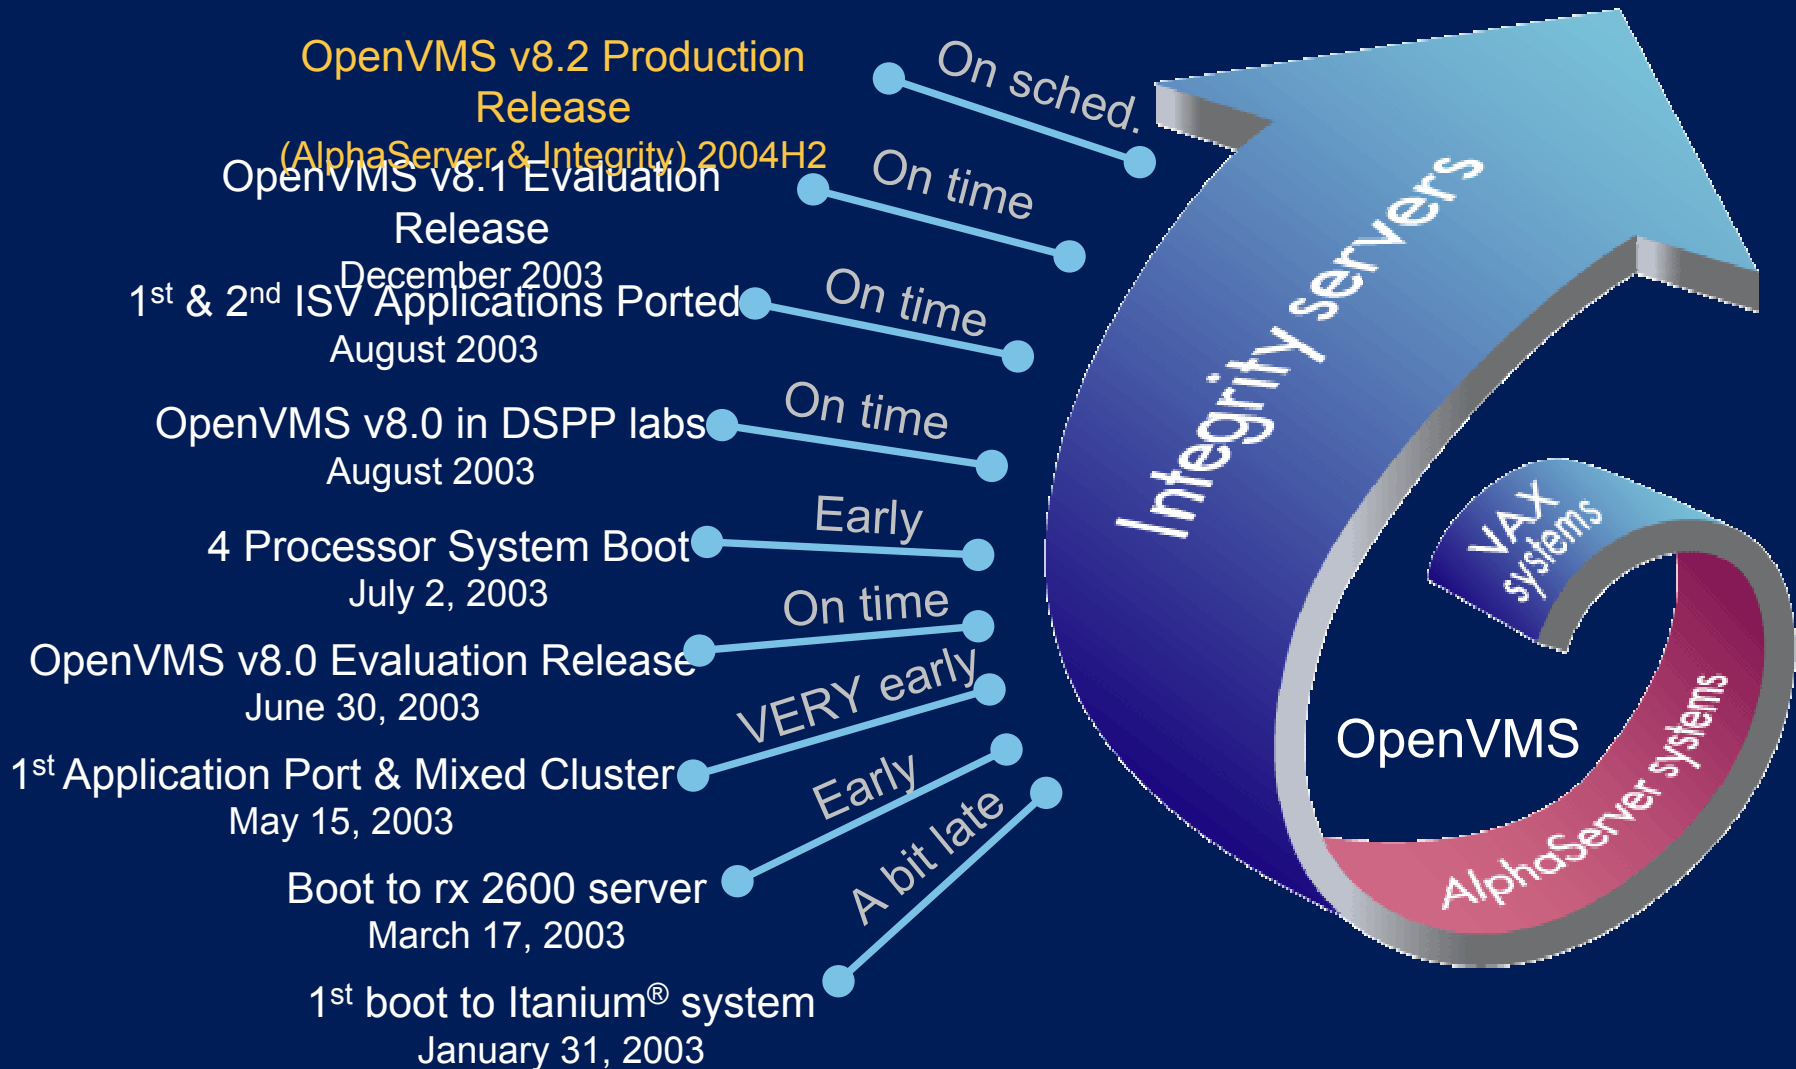 OpenVMS v8.2 Production
Release
(AlphaServer & Integrity) 2004H2
On sched.
OpenVMS v8.1 Evaluation
Release
December 2003
On time
1st & 2nd ISV Applications Ported
August 2003
On time
OpenVMS v8.0 in DSPP labs
August 2003
On time
4 Processor System Boot
July 2, 2003
Early
OpenVMS v8.0 Evaluation Release
June 30, 2003
On time
1st Application Port & Mixed Cluster
May 15, 2003
VERY early
Boot to rx 2600 server
March 17, 2003
Early
1st boot to Itanium® system
January 31, 2003
A bit late
Integrity servers
VAX
systems
OpenVMS
AlphaServer systems